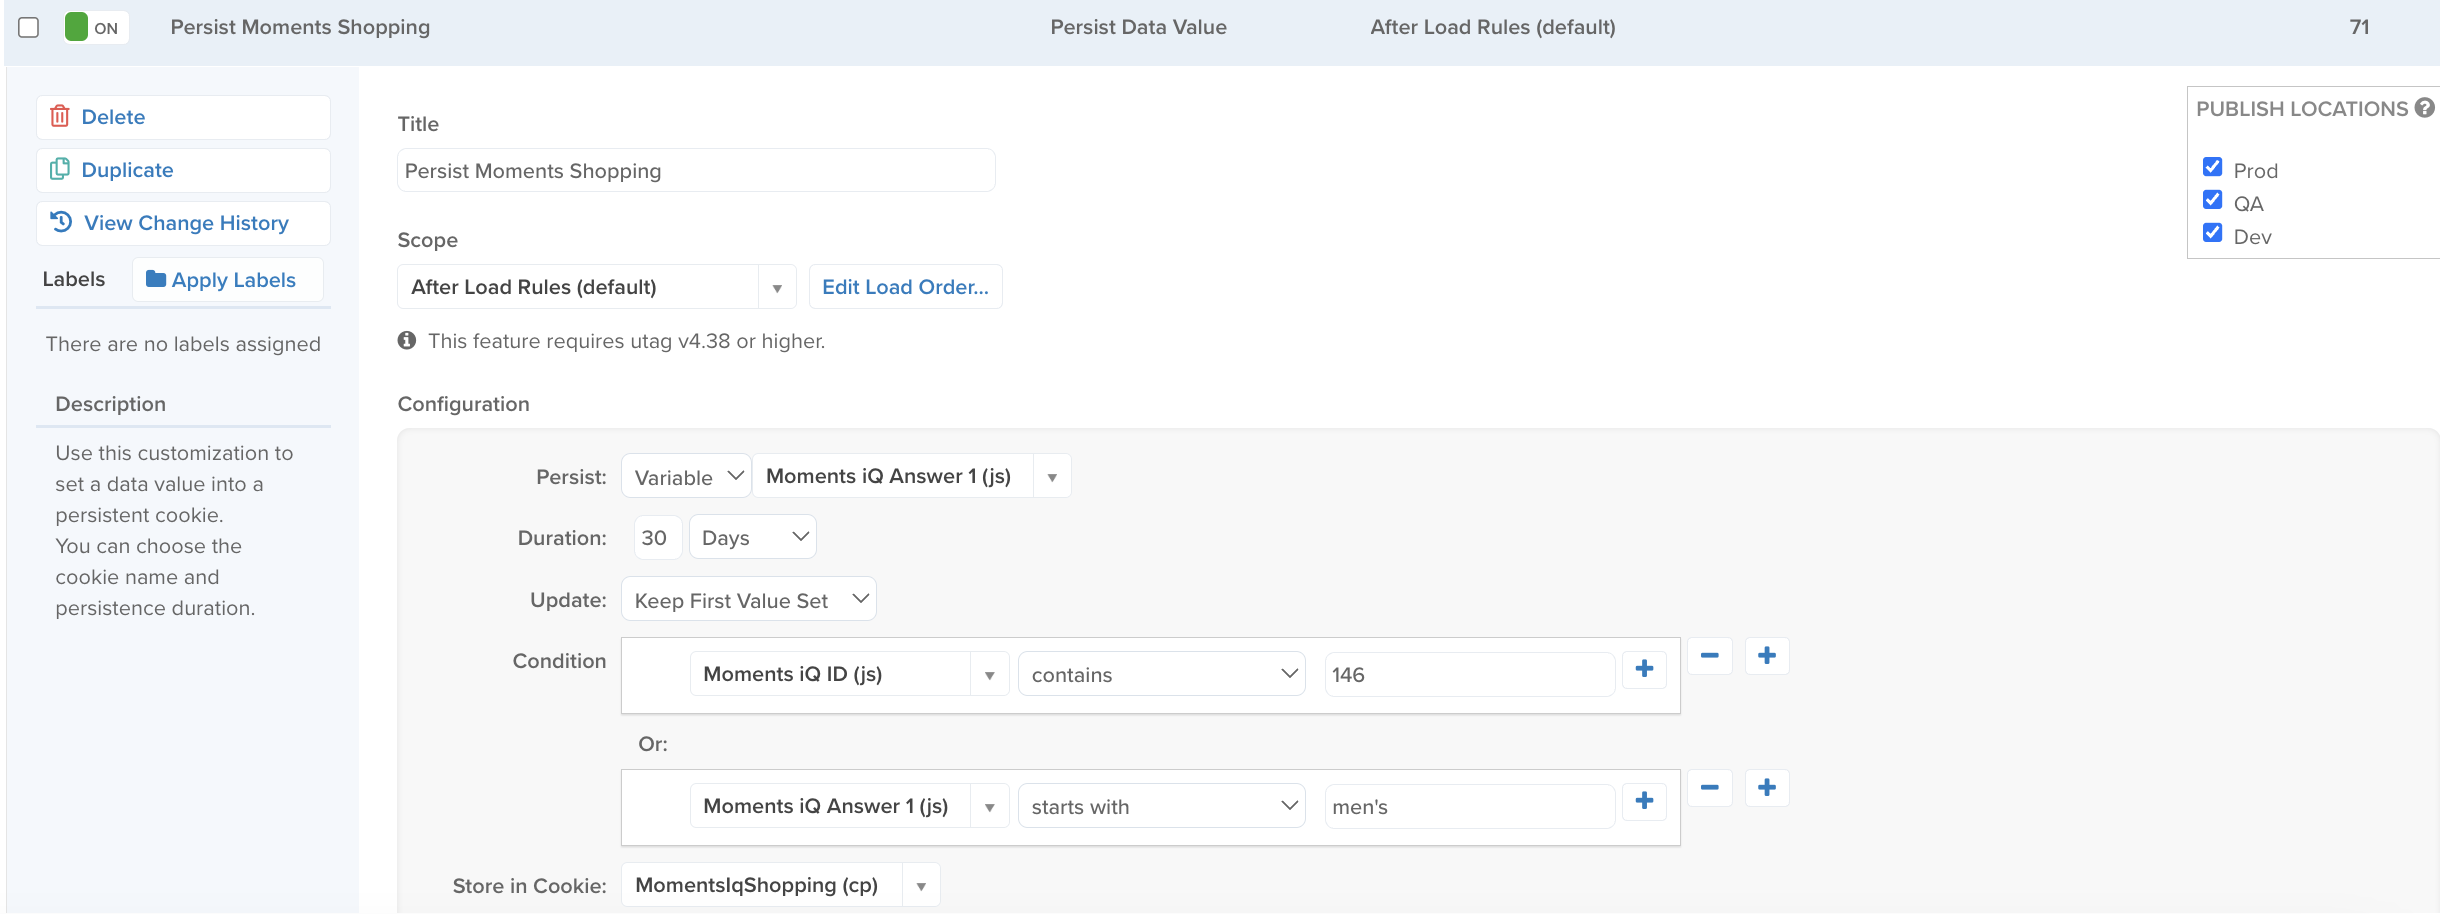 ON Persist Moments Shopping Persist Data Value After Load Rules (default) 71
Delete
Duplicate
View Change History
Labels Apply Labels
There are no labels assigned
Description
Use this customization to
set a data value into a
persistent cookie.
You can choose the
cookie name and
persistence duration.
Title
Persist Moments Shopping
Scope
After Load Rules (default) Edit Load Order...
This feature requires utag v4.38 or higher.
Configuration
Persist: Variable Moments iQ Answer 1 (js)
Duration: 30 Days
Update: Keep First Value Set
Condition Moments iQ ID (js) contains 146
Or:
Moments iQ Answer 1 (js) starts with men's
Store in Cookie: MomentsIqShopping (cp)
PUBLISH LOCATIONS
Prod
QA
Dev